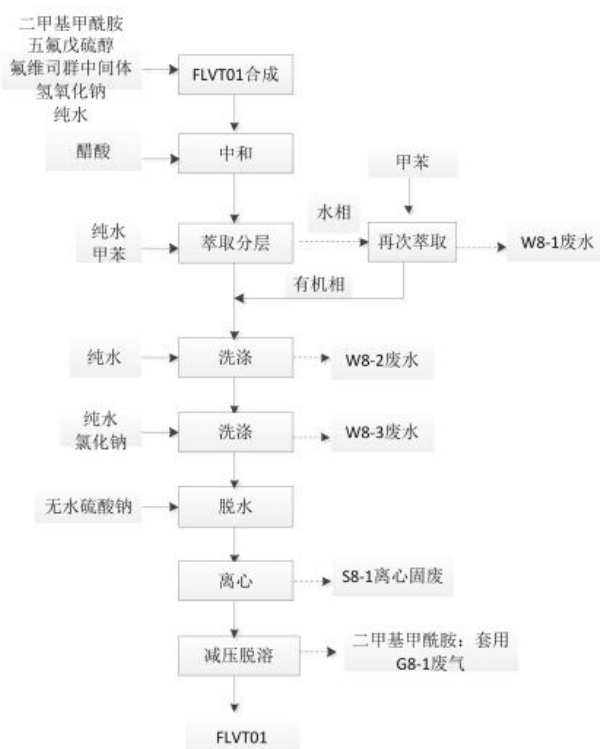 二甲基甲酰胺
五氟戊硫醇
氟维司群中间体
氢氧化钠
纯水
FLVT01合成
醋酸
中和
甲苯
纯水
甲苯
萃取分层
水相
再次萃取
W8-1废水
有机相
纯水
洗涤
W8-2废水
纯水
氯化钠
洗涤
W8-3废水
无水硫酸钠
脱水
离心
S8-1离心固废
减压脱溶
二甲基甲酰胺：套用
G8-1废气
FLVT01